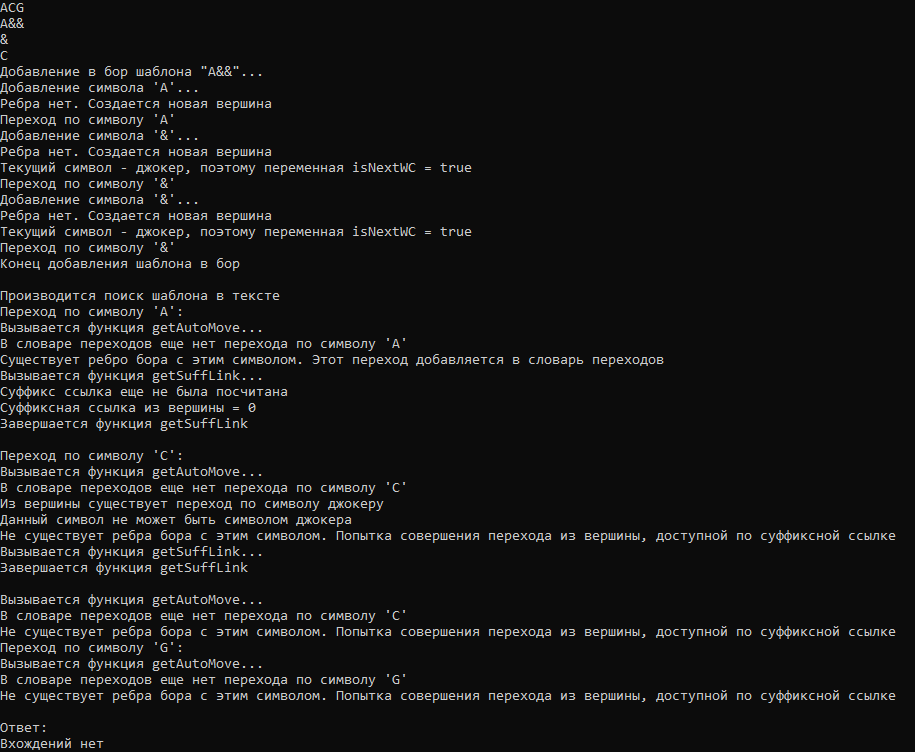 ACG
A&&
&
C
Добавление в бор шаблона "A&&"...
Добавление символа 'A'...
Ребра нет. Создается новая вершина
Переход по символу 'A'
Добавление символа '&'...
Ребра нет. Создается новая вершина
Текущий символ - джокер, поэтому переменная isNextWC = true
Переход по символу '&'
Добавление символа '&'...
Ребра нет. Создается новая вершина
Текущий символ - джокер, поэтому переменная isNextWC = true
Переход по символу '&'
Конец добавления шаблона в бор
Производится поиск шаблона в тексте
Переход по символу 'A':
Вызывается функция getAutoMove...
В словаре переходов еще нет перехода по символу 'A'
Существует ребро бора с этим символом. Этот переход добавляется в словарь переходов
Вызывается функция getSuffLink...
Суффикс ссылка еще не была посчитана
Суффиксная ссылка из вершины = 0
Завершается функция getSuffLink
Переход по символу 'C':
Вызывается функция getAutoMove...
В словаре переходов еще нет перехода по символу 'C'
Из вершины существует переход по символу джокеру
Данный символ не может быть символом джокера
Не существует ребра бора с этим символом. Попытка совершения перехода из вершины, доступной по суффиксной ссылке
Вызывается функция getSuffLink...
Завершается функция getSuffLink
Вызывается функция getAutoMove...
В словаре переходов еще нет перехода по символу 'C'
Не существует ребра бора с этим символом. Попытка совершения перехода из вершины, доступной по суффиксной ссылке
Переход по символу 'G':
Вызывается функция getAutoMove...
В словаре переходов еще нет перехода по символу 'G'
Не существует ребра бора с этим символом. Попытка совершения перехода из вершины, доступной по суффиксной ссылке
Ответ:
Вхождений нет